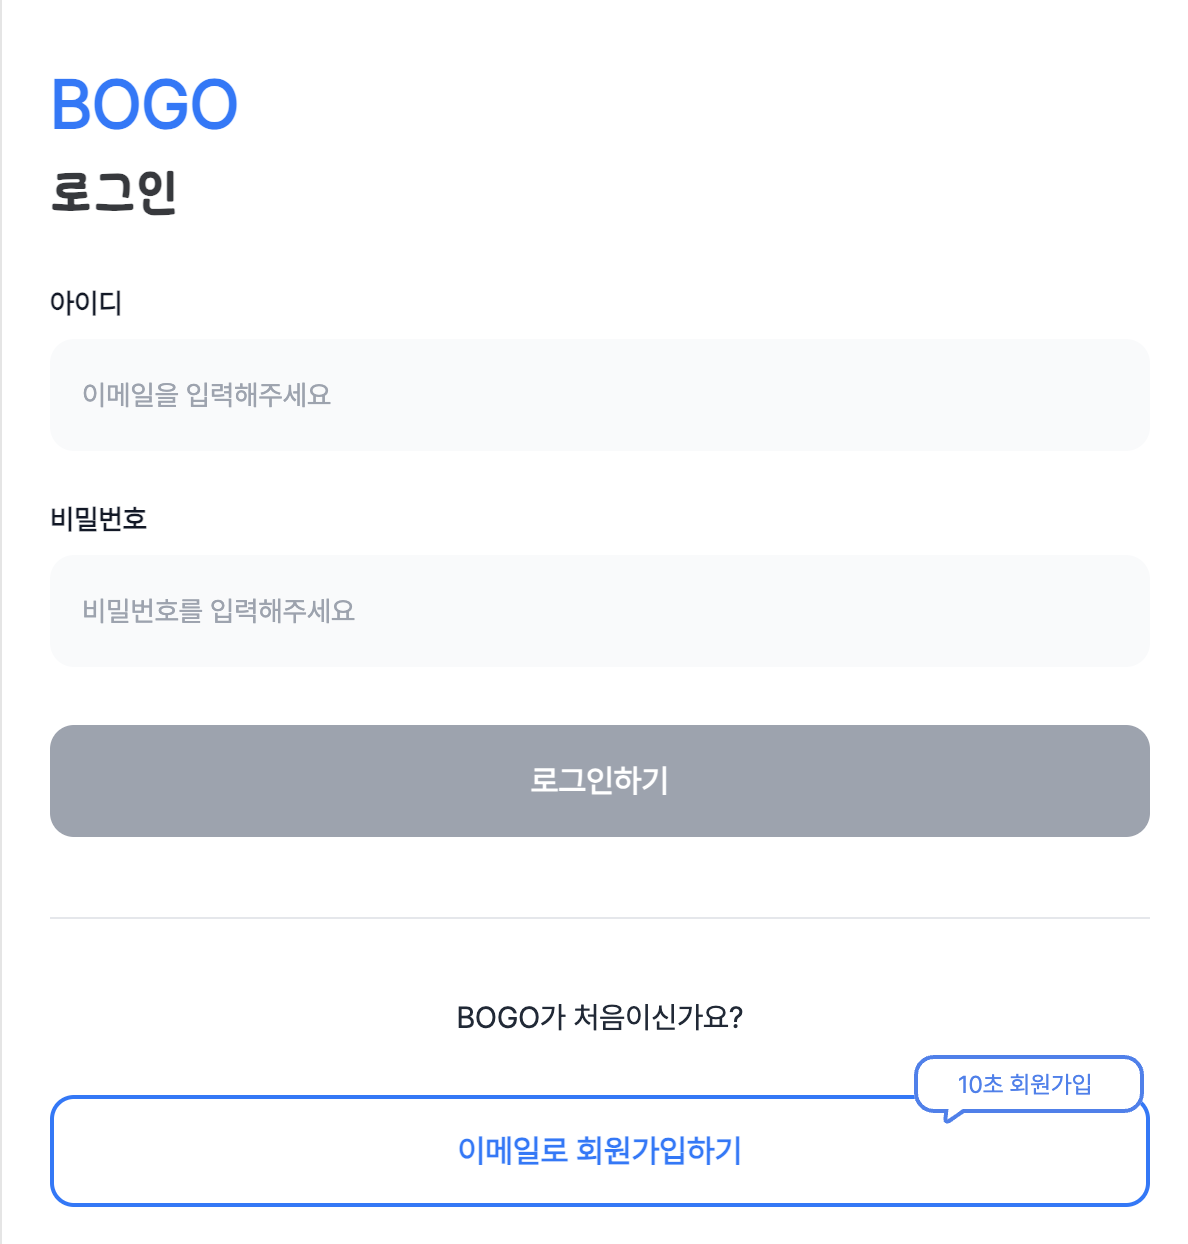 BOGO
로그인
아이디
이메일을 입력해주세요
비밀번호
비밀번호를 입력해주세요
로그인하기
BOGO가 처음이신가요?
10초 회원가입
이메일로 회원가입하기